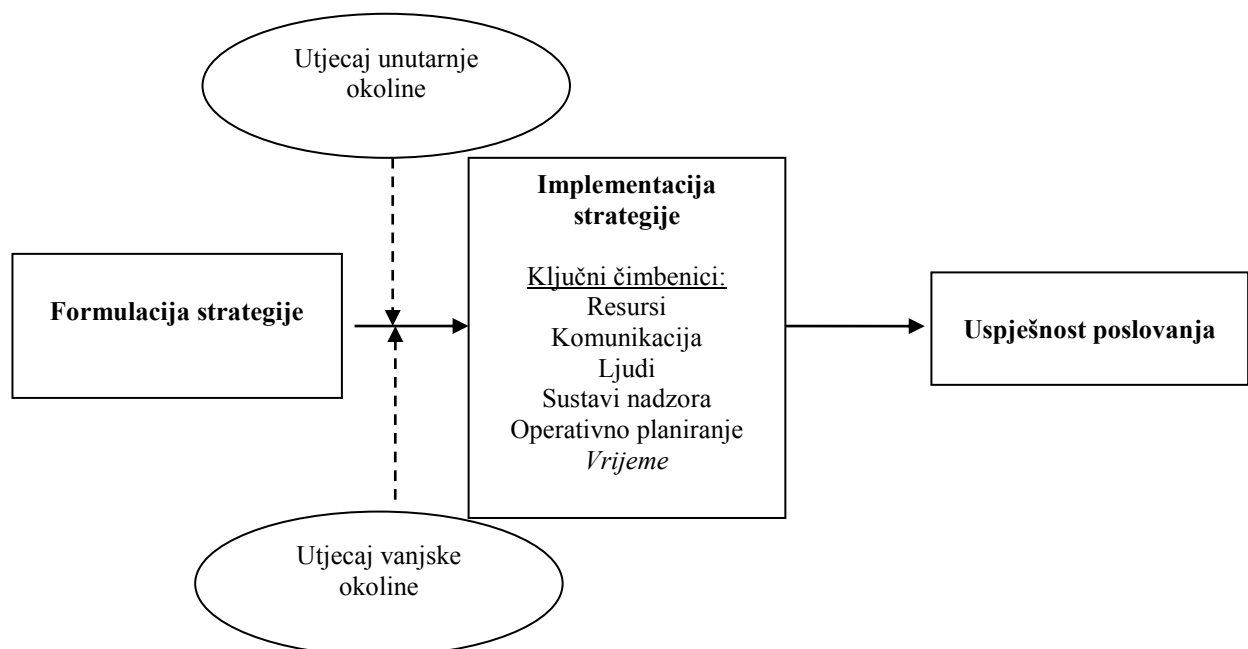 Utjecaj unutarnje
okoline
Formulacija strategije
Implementacija
strategije
Ključni čimbenici:
Resursi
Komunikacija
Ljudi
Sustavi nadzora
Operativno planiranje
Vrijeme
Uspješnost poslovanja
Utjecaj vanjske
okoline